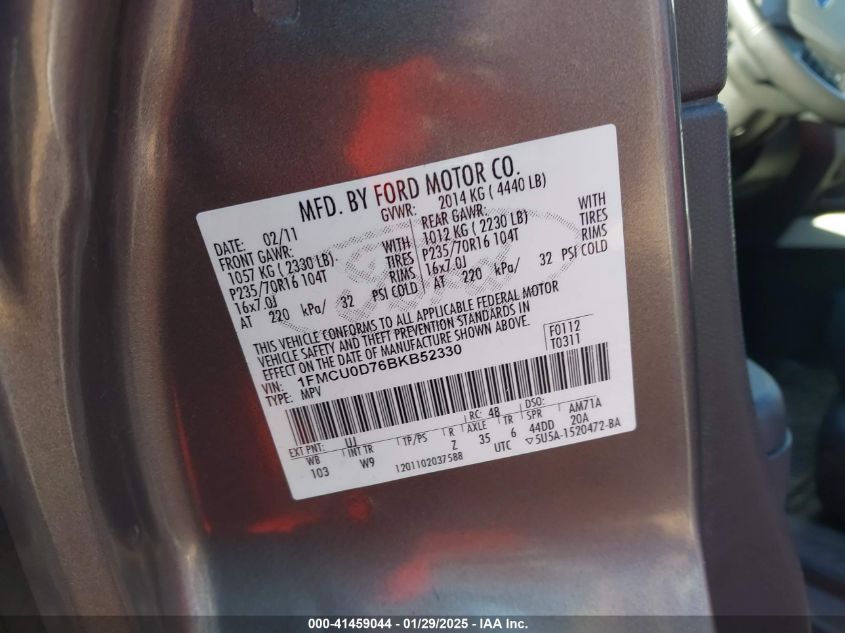 MFD. BY FORD MOTOR CO.
DATE: 02/11 GVWR: 2014 KG ( 4440 LB)
FRONT GAWR: REAR GAWR:
1057 KG ( 2330 LB) WITH 1012 KG ( 2230 LB) WITH
P235/70R16 104T TIRES P235/70R16 104T TIRES
16x7.0J RIMS 16x7.0J RIMS
AT 220 kPa/ 32 PSI COLD AT 220 kPa/ 32 PSI COLD
THIS VEHICLE CONFORMS TO ALL APPLICABLE FEDERAL MOTOR
VEHICLE SAFETY AND THEFT PREVENTION STANDARDS IN
EFFECT ON THE DATE OF MANUFACTURE SHOWN ABOVE.
F0112
T0311
VIN: 1FMCU0D76BKB52330
TYPE: MPV
EXT PNT: UJ RC: 48 DSO:
WB INT TR TP/PS R AXLE TR SPR AM71A
103 W9 Z 35 6 44DD 20A
1201102037588 UTC ▽5U5A-1520472-BA
000-41459044 / 01/29/2025 / © IAA, Inc.